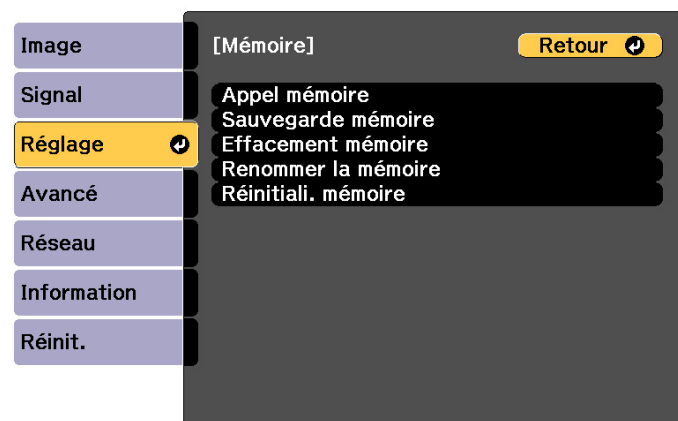 Image
Signal
Réglage
Avancé
Réseau
Information
Réinit.
[Mémoire]
Retour
Appel mémoire
Sauvegarde mémoire
Effacement mémoire
Renommer la mémoire
Réinitiali. mémoire